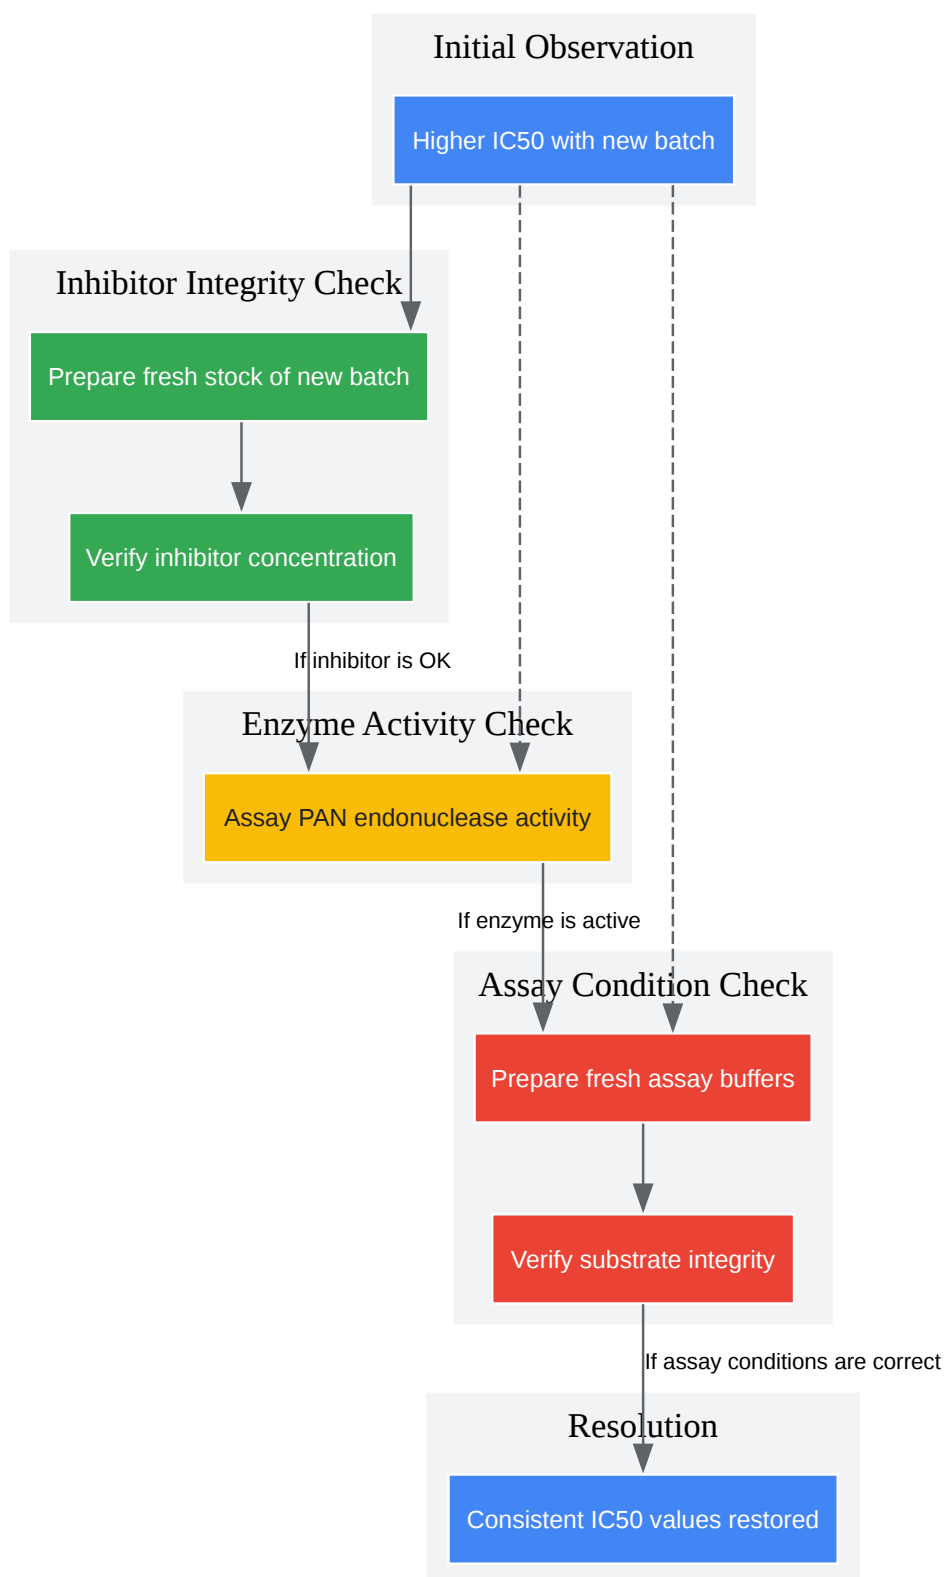 Initial Observation
Higher IC50 with new batch
Inhibitor Integrity Check
Prepare fresh stock of new batch
Verify inhibitor concentration
If inhibitor is OK
Enzyme Activity Check
Assay PAN endonuclease activity
If enzyme is active
Assay Condition Check
Prepare fresh assay buffers
Verify substrate integrity
If assay conditions are correct
Resolution
Consistent IC50 values restored